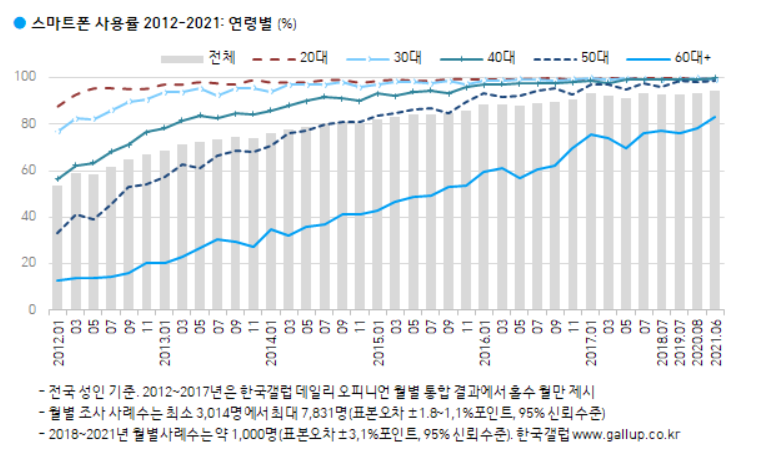 스마트폰 사용률 2012-2021: 연령별 (%)
전체 20대 30대 40대 50대 60대+
100
80
60
40
20
0
2012.01 03 05 07 09 11 2013.01 03 05 07 09 11 2014.01 03 05 07 09 11 2015.01 03 05 07 09 11 2016.01 03 05 07 09 11 2017.01 03 05 07 2018.07 2019.07 2020.08 2021.06
- 전국 성인 기준. 2012~2017년은 한국갤럽 데일리 오피니언 월별 통합 결과에서 홀수 월만 제시
- 월별 조사 사례수는 최소 3,014명에서 최대 7,831명(표본오차 ±1.8~1,1%포인트, 95% 신뢰수준)
- 2018~2021년 월별사례수는 약 1,000명(표본오차 ±3,1%포인트, 95% 신뢰수준). 한국갤럽 www.gallup.co.kr